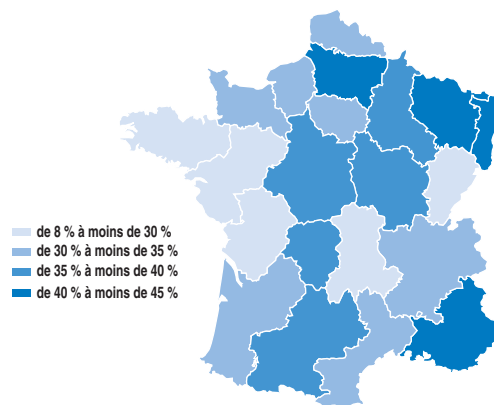 de 8 % à moins de 30 %
de 30 % à moins de 35 %
de 35 % à moins de 40 %
de 40 % à moins de 45 %